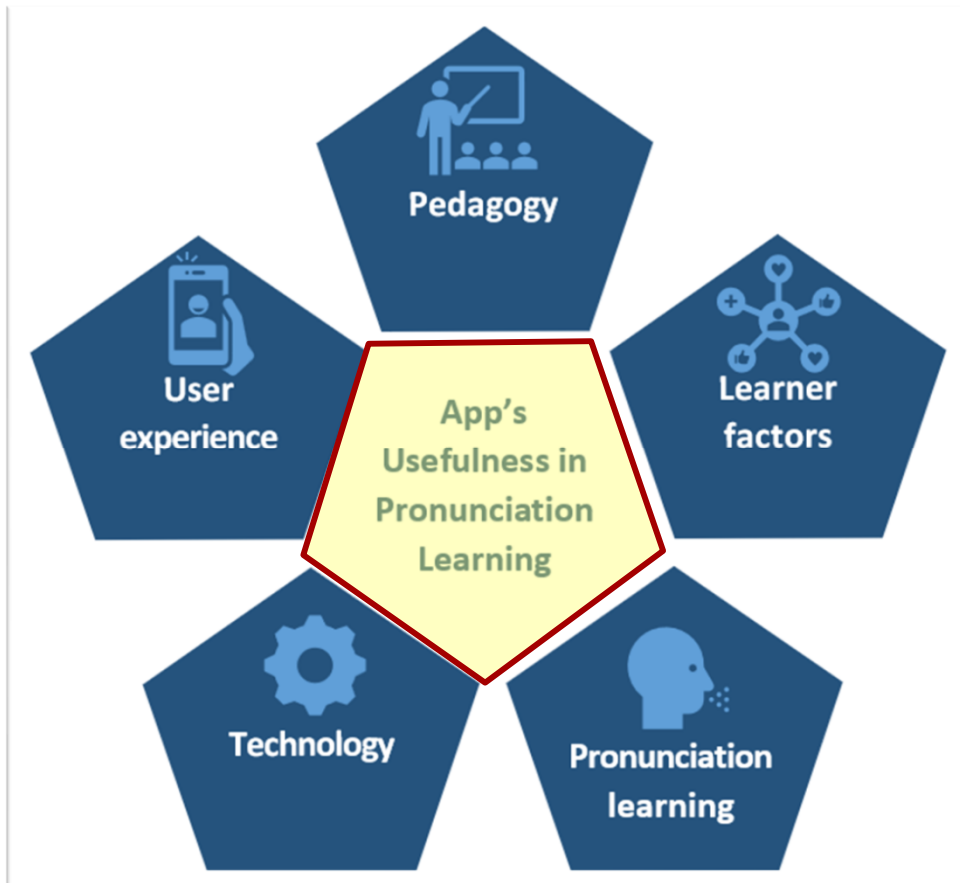 Pedagogy
User
experience
Learner
factors
App’s
Usefulness in
Pronunciation
Learning
Technology
Pronunciation
learning